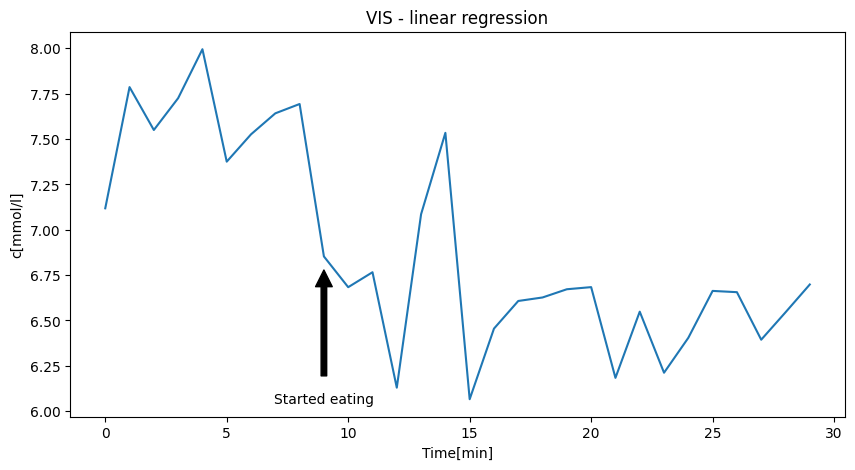 VIS - linear regression
8.00
7.75
7.50
7.25
7.00
6.75
6.50
6.25
6.00
c[mmol/l]
Started eating
0 5 10 15 20 25 30
Time[min]